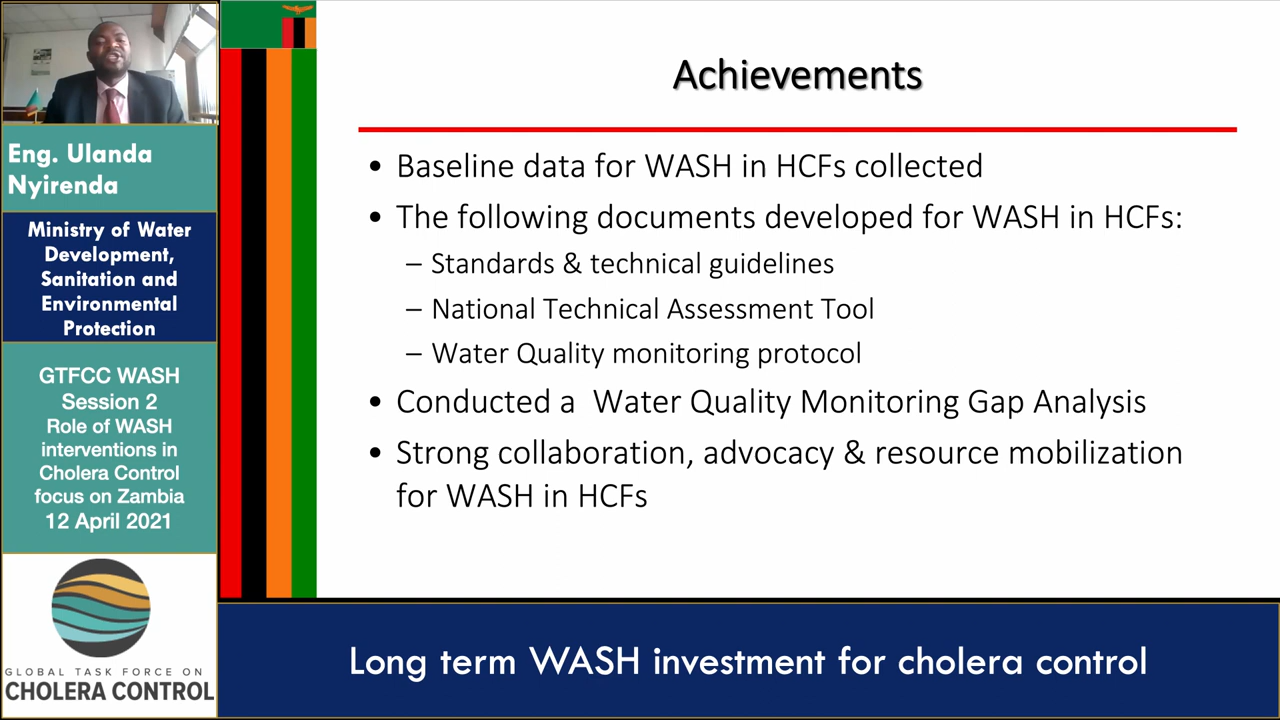 Eng. Ulanda
Nyirenda
Ministry of Water
Development,
Sanitation and
Environmental
Protection
GTFCC WASH
Session 2
Role of WASH
interventions in
Cholera Control
focus on Zambia
12 April 2021
GLOBAL TASK FORCE ON
CHOLERA CONTROL
Achievements
• Baseline data for WASH in HCFs collected
• The following documents developed for WASH in HCFs:
– Standards & technical guidelines
– National Technical Assessment Tool
– Water Quality monitoring protocol
• Conducted a  Water Quality Monitoring Gap Analysis
• Strong collaboration, advocacy & resource mobilization
for WASH in HCFs
Long term WASH investment for cholera control